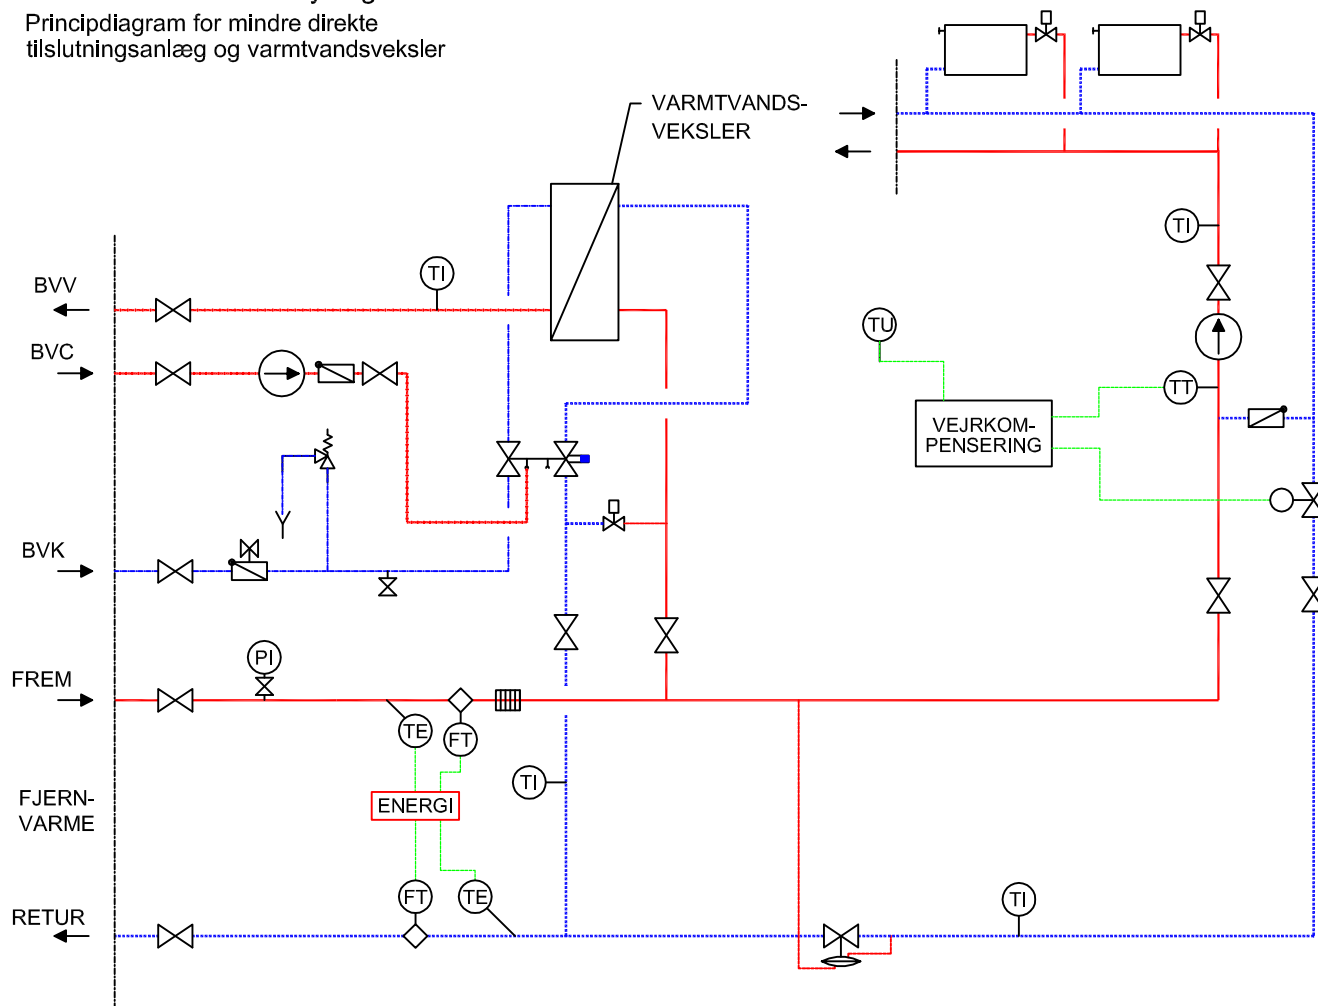 Principdiagram for mindre direkte
tilslutningsanlæg og varmtvandsveksler
VARMTVANDS-
VEKSLER
TI
TI
BVV
TU
BVC
TT
VEJRKOM-
PENSERING
BVK
PI
FREM
TE
FT
TI
FJERN-
VARME
ENERGI
FT
TE
TI
RETUR